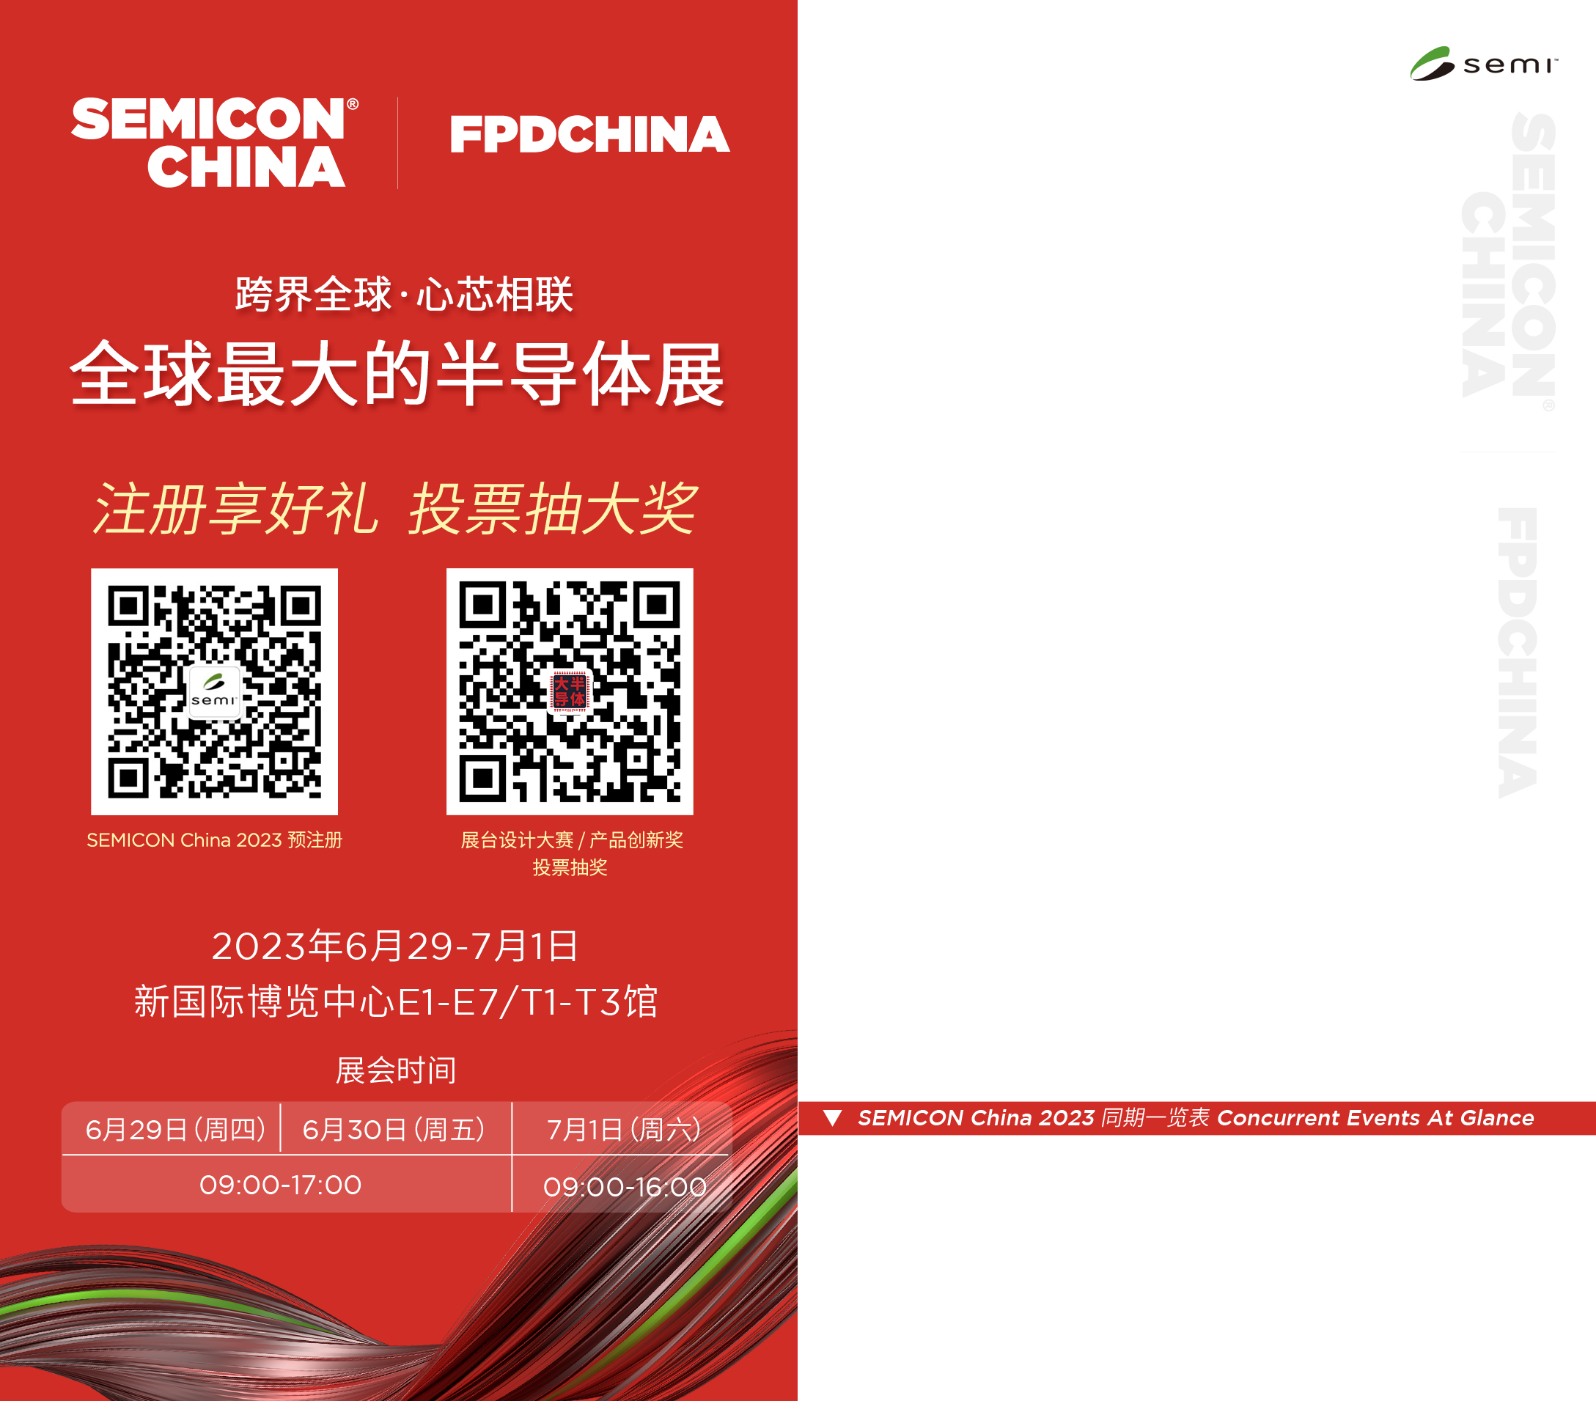 SEMICON®
CHINA
FPDCHINA
跨界全球·心芯相联
全球最大的半导体展
注册享好礼 投票抽大奖
semi
大半
导体
SEMICON China 2023 预注册
展台设计大赛 / 产品创新奖
投票抽奖
2023年6月29-7月1日
新国际博览中心E1-E7/T1-T3馆
展会时间
6月29日（周四） 6月30日（周五） 7月1日（周六）
09:00-17:00 09:00-16:00
semi™
SEMICON®
CHINA
FPDCHINA
▼ SEMICON China 2023 同期一览表 Concurrent Events At Glance